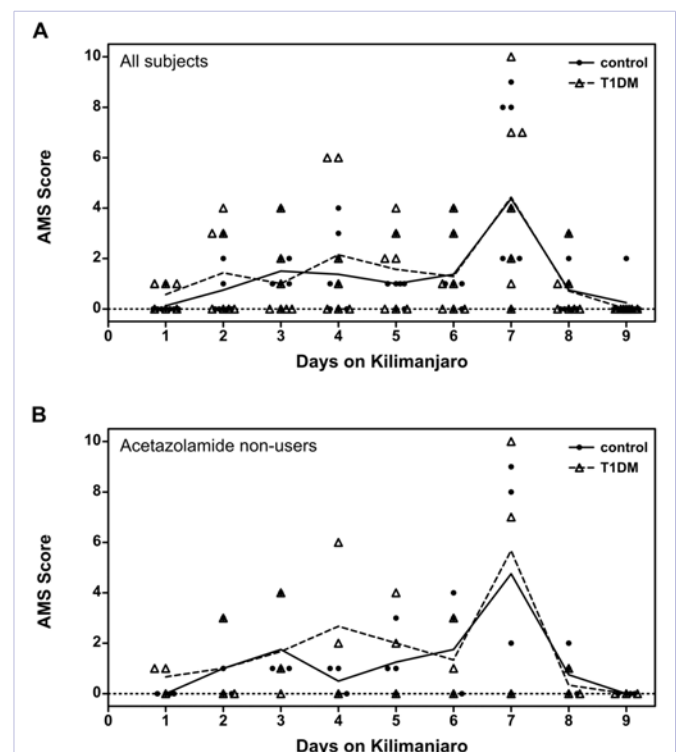 A
All subjects
control
T1DM
10
8
6
4
2
0
AMS Score
0 1 2 3 4 5 6 7 8 9
Days on Kilimanjaro
B
Acetazolamide non-users
control
T1DM
10
8
6
4
2
0
AMS Score
0 1 2 3 4 5 6 7 8 9
Days on Kilimanjaro